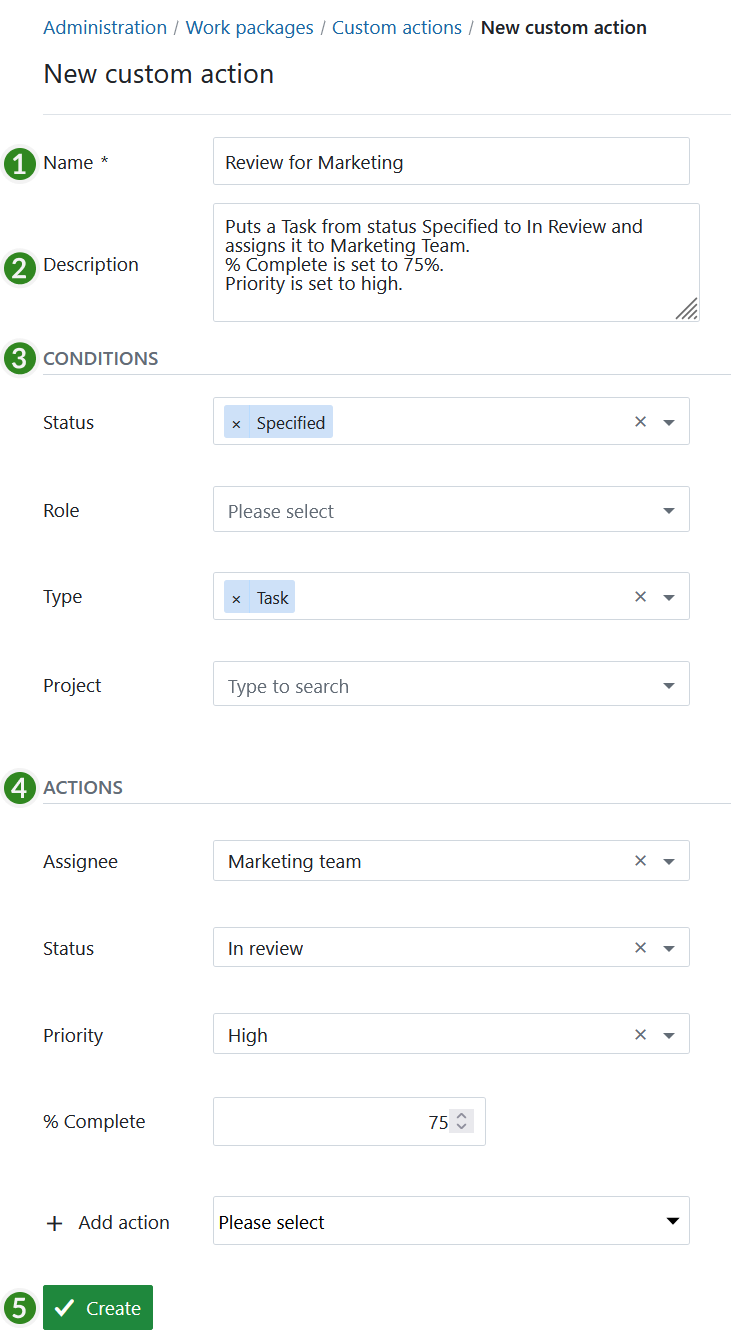 Administration / Work packages / Custom actions / New custom action
New custom action
1 Name * Review for Marketing
2 Description
Puts a Task from status Specified to In Review and
assigns it to Marketing Team.
% Complete is set to 75%.
Priority is set to high.
3 CONDITIONS
Status × Specified ×
Role Please select
Type × Task ×
Project Type to search
4 ACTIONS
Assignee Marketing team ×
Status In review ×
Priority High ×
% Complete 75
+ Add action Please select
5 Create